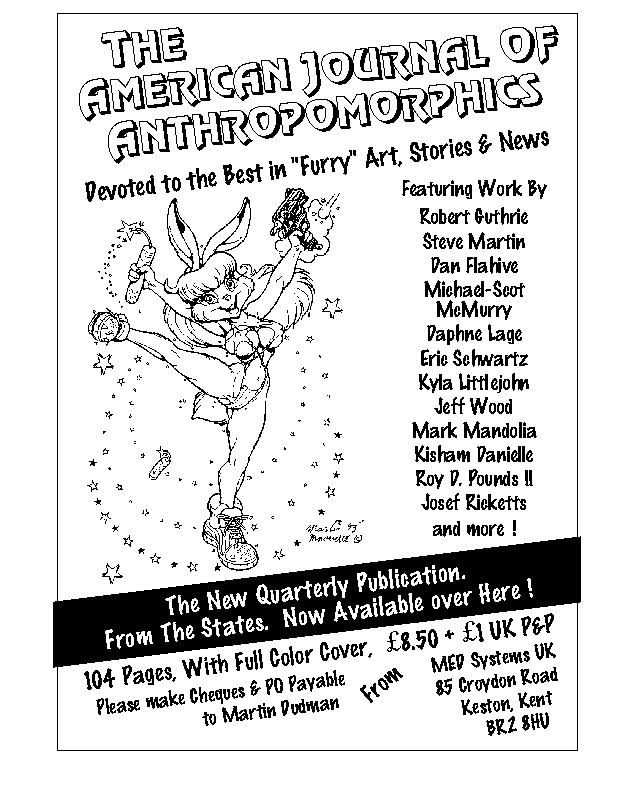 THE
AMERICAN JOURNAL OF
ANTHROPOMORPHICS
Devoted to the Best in "Furry" Art, Stories & News
Featuring Work By
Robert Guthrie
Steve Martin
Dan Flahive
Michael-Scot
McMurry
Daphne Lage
Eric Schwartz
Kyla Littlejohn
Jeff Wood
Mark Mandolia
Kisham Danielle
Roy D. Pounds II
Josef Ricketts
and more !
The New Quarterly Publication.
From The States. Now Available over Here !
104 Pages, With Full Color Cover, £8.50 + £1 UK P&P
Please make Cheques & PO Payable
to Martin Dudman
From
MED Systems UK
85 Croydon Road
Keston, Kent
BR2 8HU